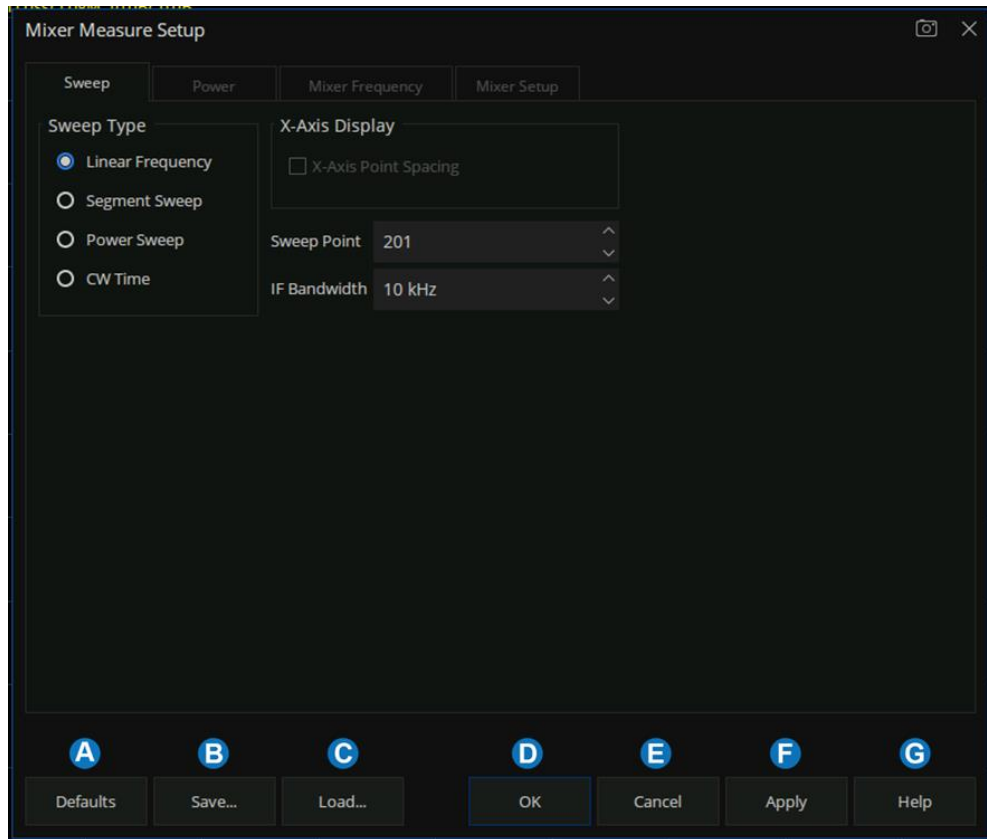 Mixer Measure Setup
Sweep Power Mixer Frequency Mixer Setup
Sweep Type
Linear Frequency
Segment Sweep
Power Sweep
CW Time
X-Axis Display
X-Axis Point Spacing
Sweep Point 201
IF Bandwidth 10 kHz
A B C D E F G
Defaults Save... Load... OK Cancel Apply Help